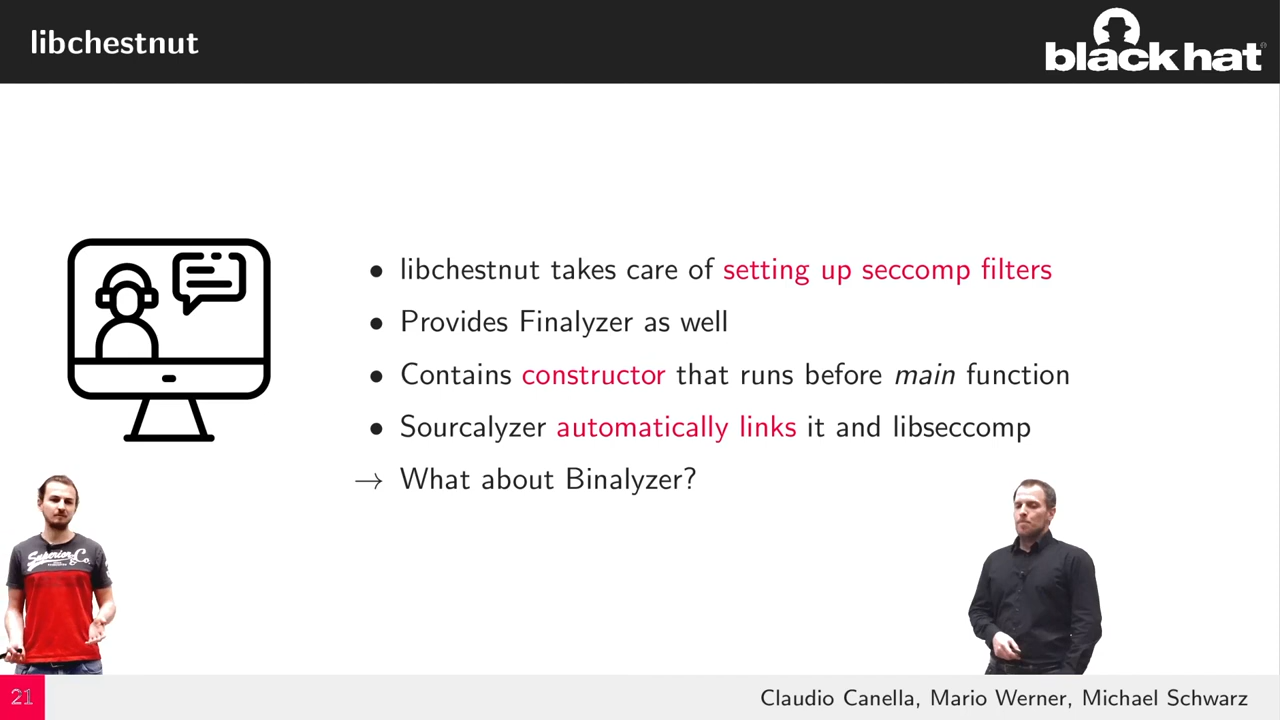 libchestnut
black hat
• libchestnut takes care of setting up seccomp filters
• Provides Finalyzer as well
• Contains constructor that runs before main function
• Sourcalyzer automatically links it and libseccomp
→ What about Binalyzer?
Superior & Co.
21
Claudio Canella, Mario Werner, Michael Schwarz